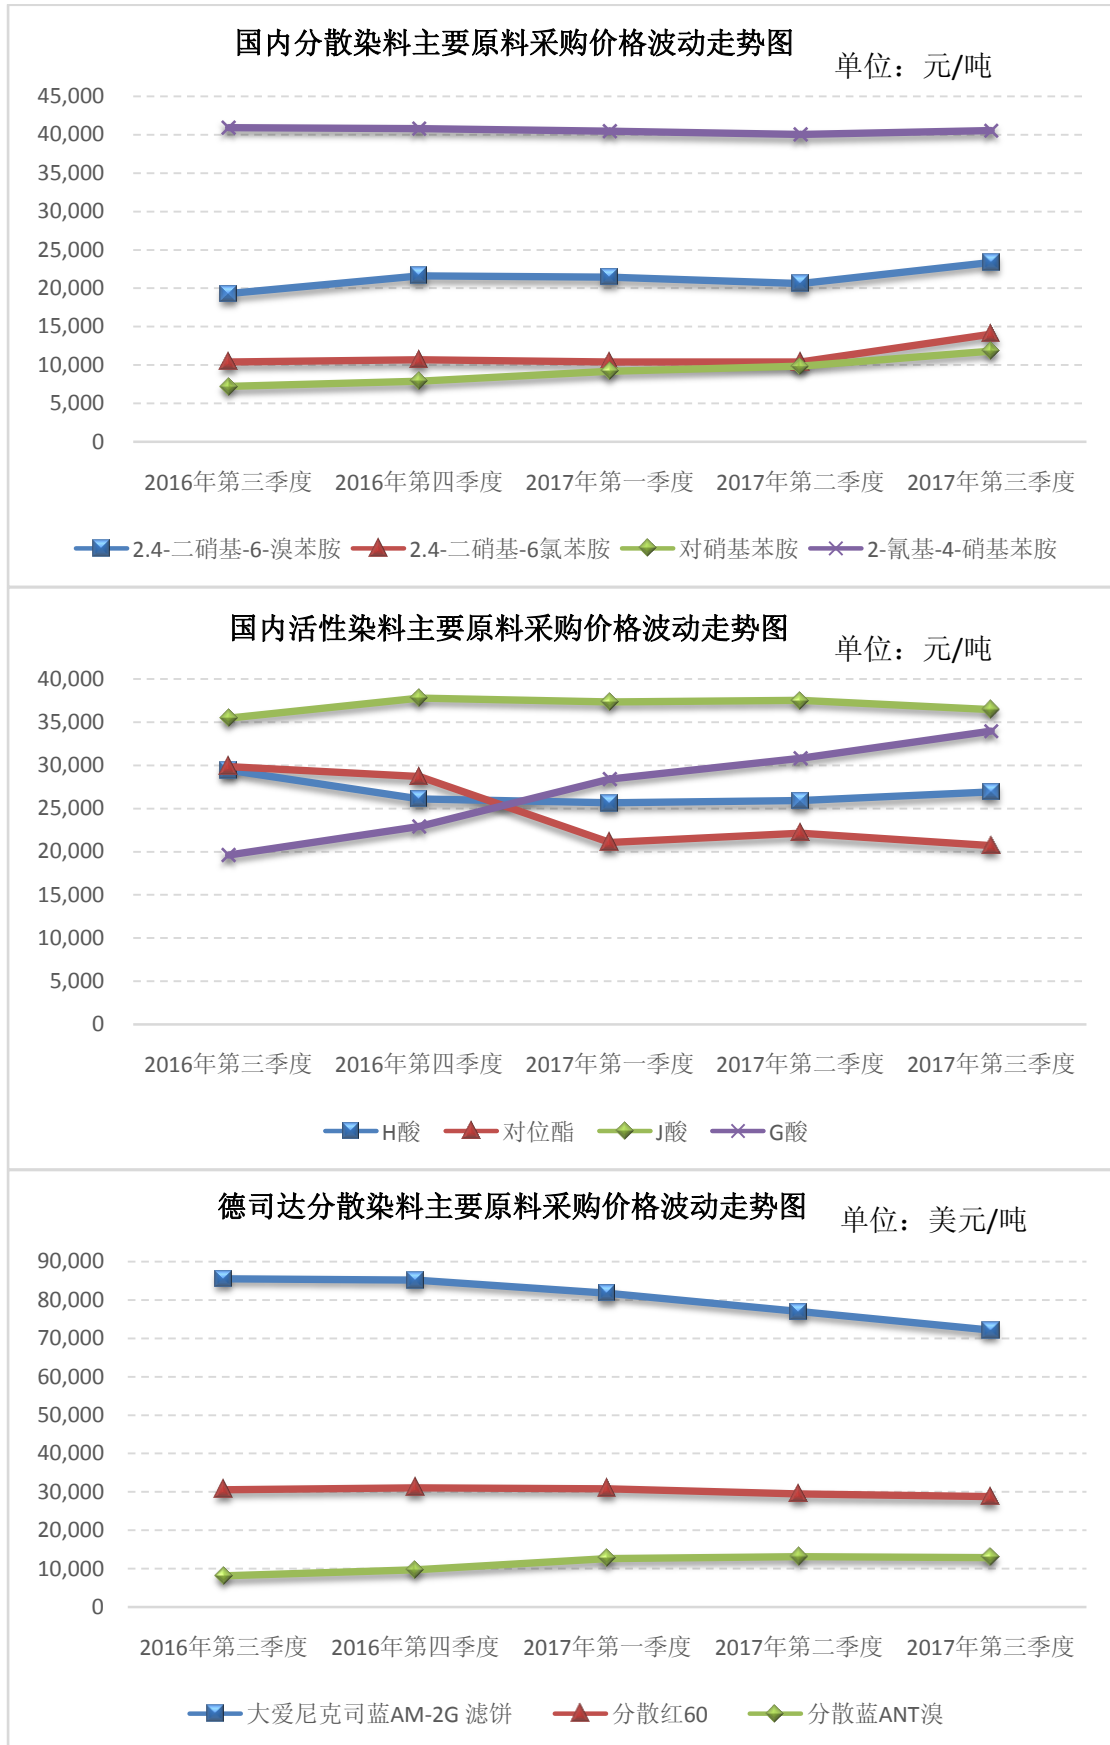 国内分散染料主要原料采购价格波动走势图
单位：元/吨
45,000
40,000
35,000
30,000
25,000
20,000
15,000
10,000
5,000
0
2016年第三季度 2016年第四季度 2017年第一季度 2017年第二季度 2017年第三季度
2.4-二硝基-6-溴苯胺 2.4-二硝基-6氯苯胺 对硝基苯胺 2-氰基-4-硝基苯胺
国内活性染料主要原料采购价格波动走势图
单位：元/吨
40,000
35,000
30,000
25,000
20,000
15,000
10,000
5,000
0
2016年第三季度 2016年第四季度 2017年第一季度 2017年第二季度 2017年第三季度
H酸 对位酯 J酸 G酸
德司达分散染料主要原料采购价格波动走势图
单位：美元/吨
90,000
80,000
70,000
60,000
50,000
40,000
30,000
20,000
10,000
0
2016年第三季度 2016年第四季度 2017年第一季度 2017年第二季度 2017年第三季度
大爱尼克司蓝AM-2G 滤饼 分散红60 分散蓝ANT溴